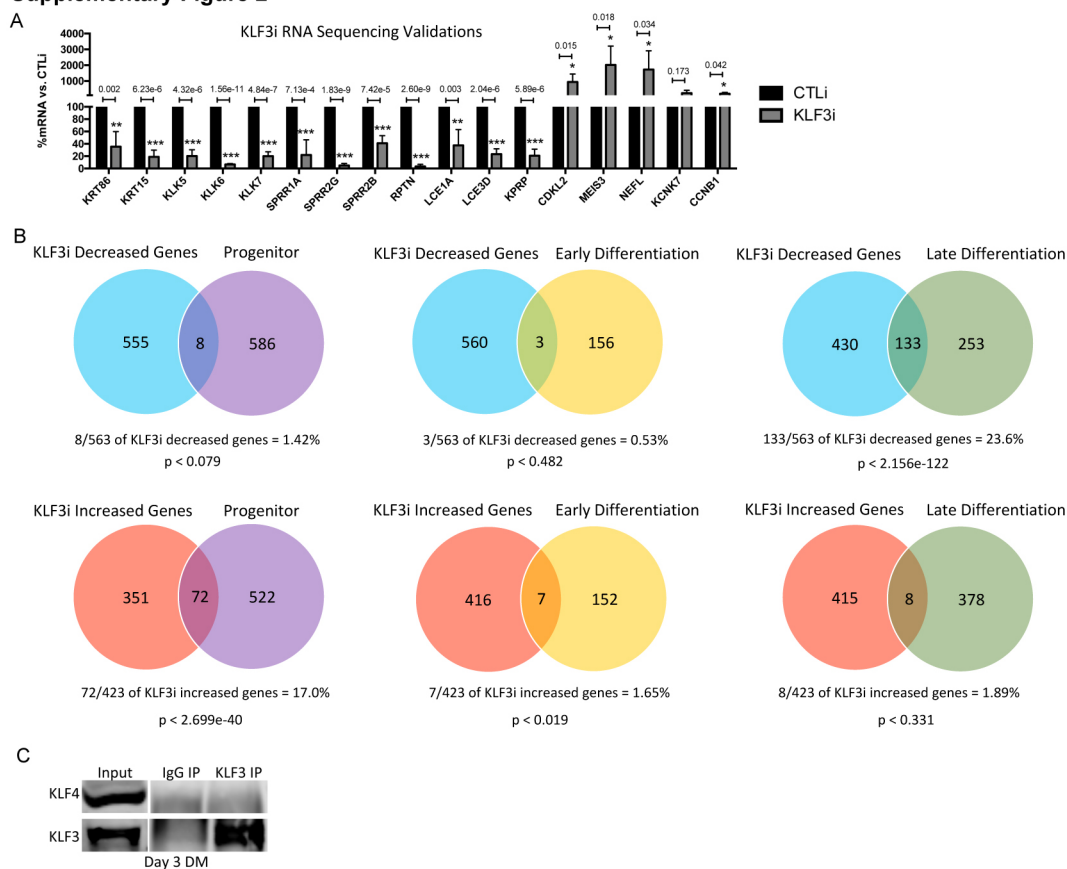 A
KLF3i RNA Sequencing Validations
%mRNA vs. CTLi
4000
3000
2000
1000
100
80
60
40
20
0
0.002
6.23e-6
4.32e-6
1.56e-11
4.84e-7
7.13e-4
1.83e-9
7.42e-5
2.60e-9
0.003
2.04e-6
5.89e-6
0.015
0.018
0.034
0.173
0.042
**
***
***
***
***
***
***
***
***
**
***
***
*
*
*
*
KRT86
KRT15
KLK5
KLK6
KLK7
SPRR1A
SPRR2G
SPRR2B
RPTN
LCE1A
LCE3D
KPRP
CDKL2
MEIS3
NEFL
KCNK7
CCNB1
CTLi
KLF3i
B
KLF3i Decreased Genes Progenitor
555 8 586
8/563 of KLF3i decreased genes = 1.42%
p < 0.079
KLF3i Decreased Genes Early Differentiation
560 3 156
3/563 of KLF3i decreased genes = 0.53%
p < 0.482
KLF3i Decreased Genes Late Differentiation
430 133 253
133/563 of KLF3i decreased genes = 23.6%
p < 2.156e-122
KLF3i Increased Genes Progenitor
351 72 522
72/423 of KLF3i increased genes = 17.0%
p < 2.699e-40
KLF3i Increased Genes Early Differentiation
416 7 152
7/423 of KLF3i increased genes = 1.65%
p < 0.019
KLF3i Increased Genes Late Differentiation
415 8 378
8/423 of KLF3i increased genes = 1.89%
p < 0.331
C
Input IgG IP KLF3 IP
KLF4
KLF3
Day 3 DM